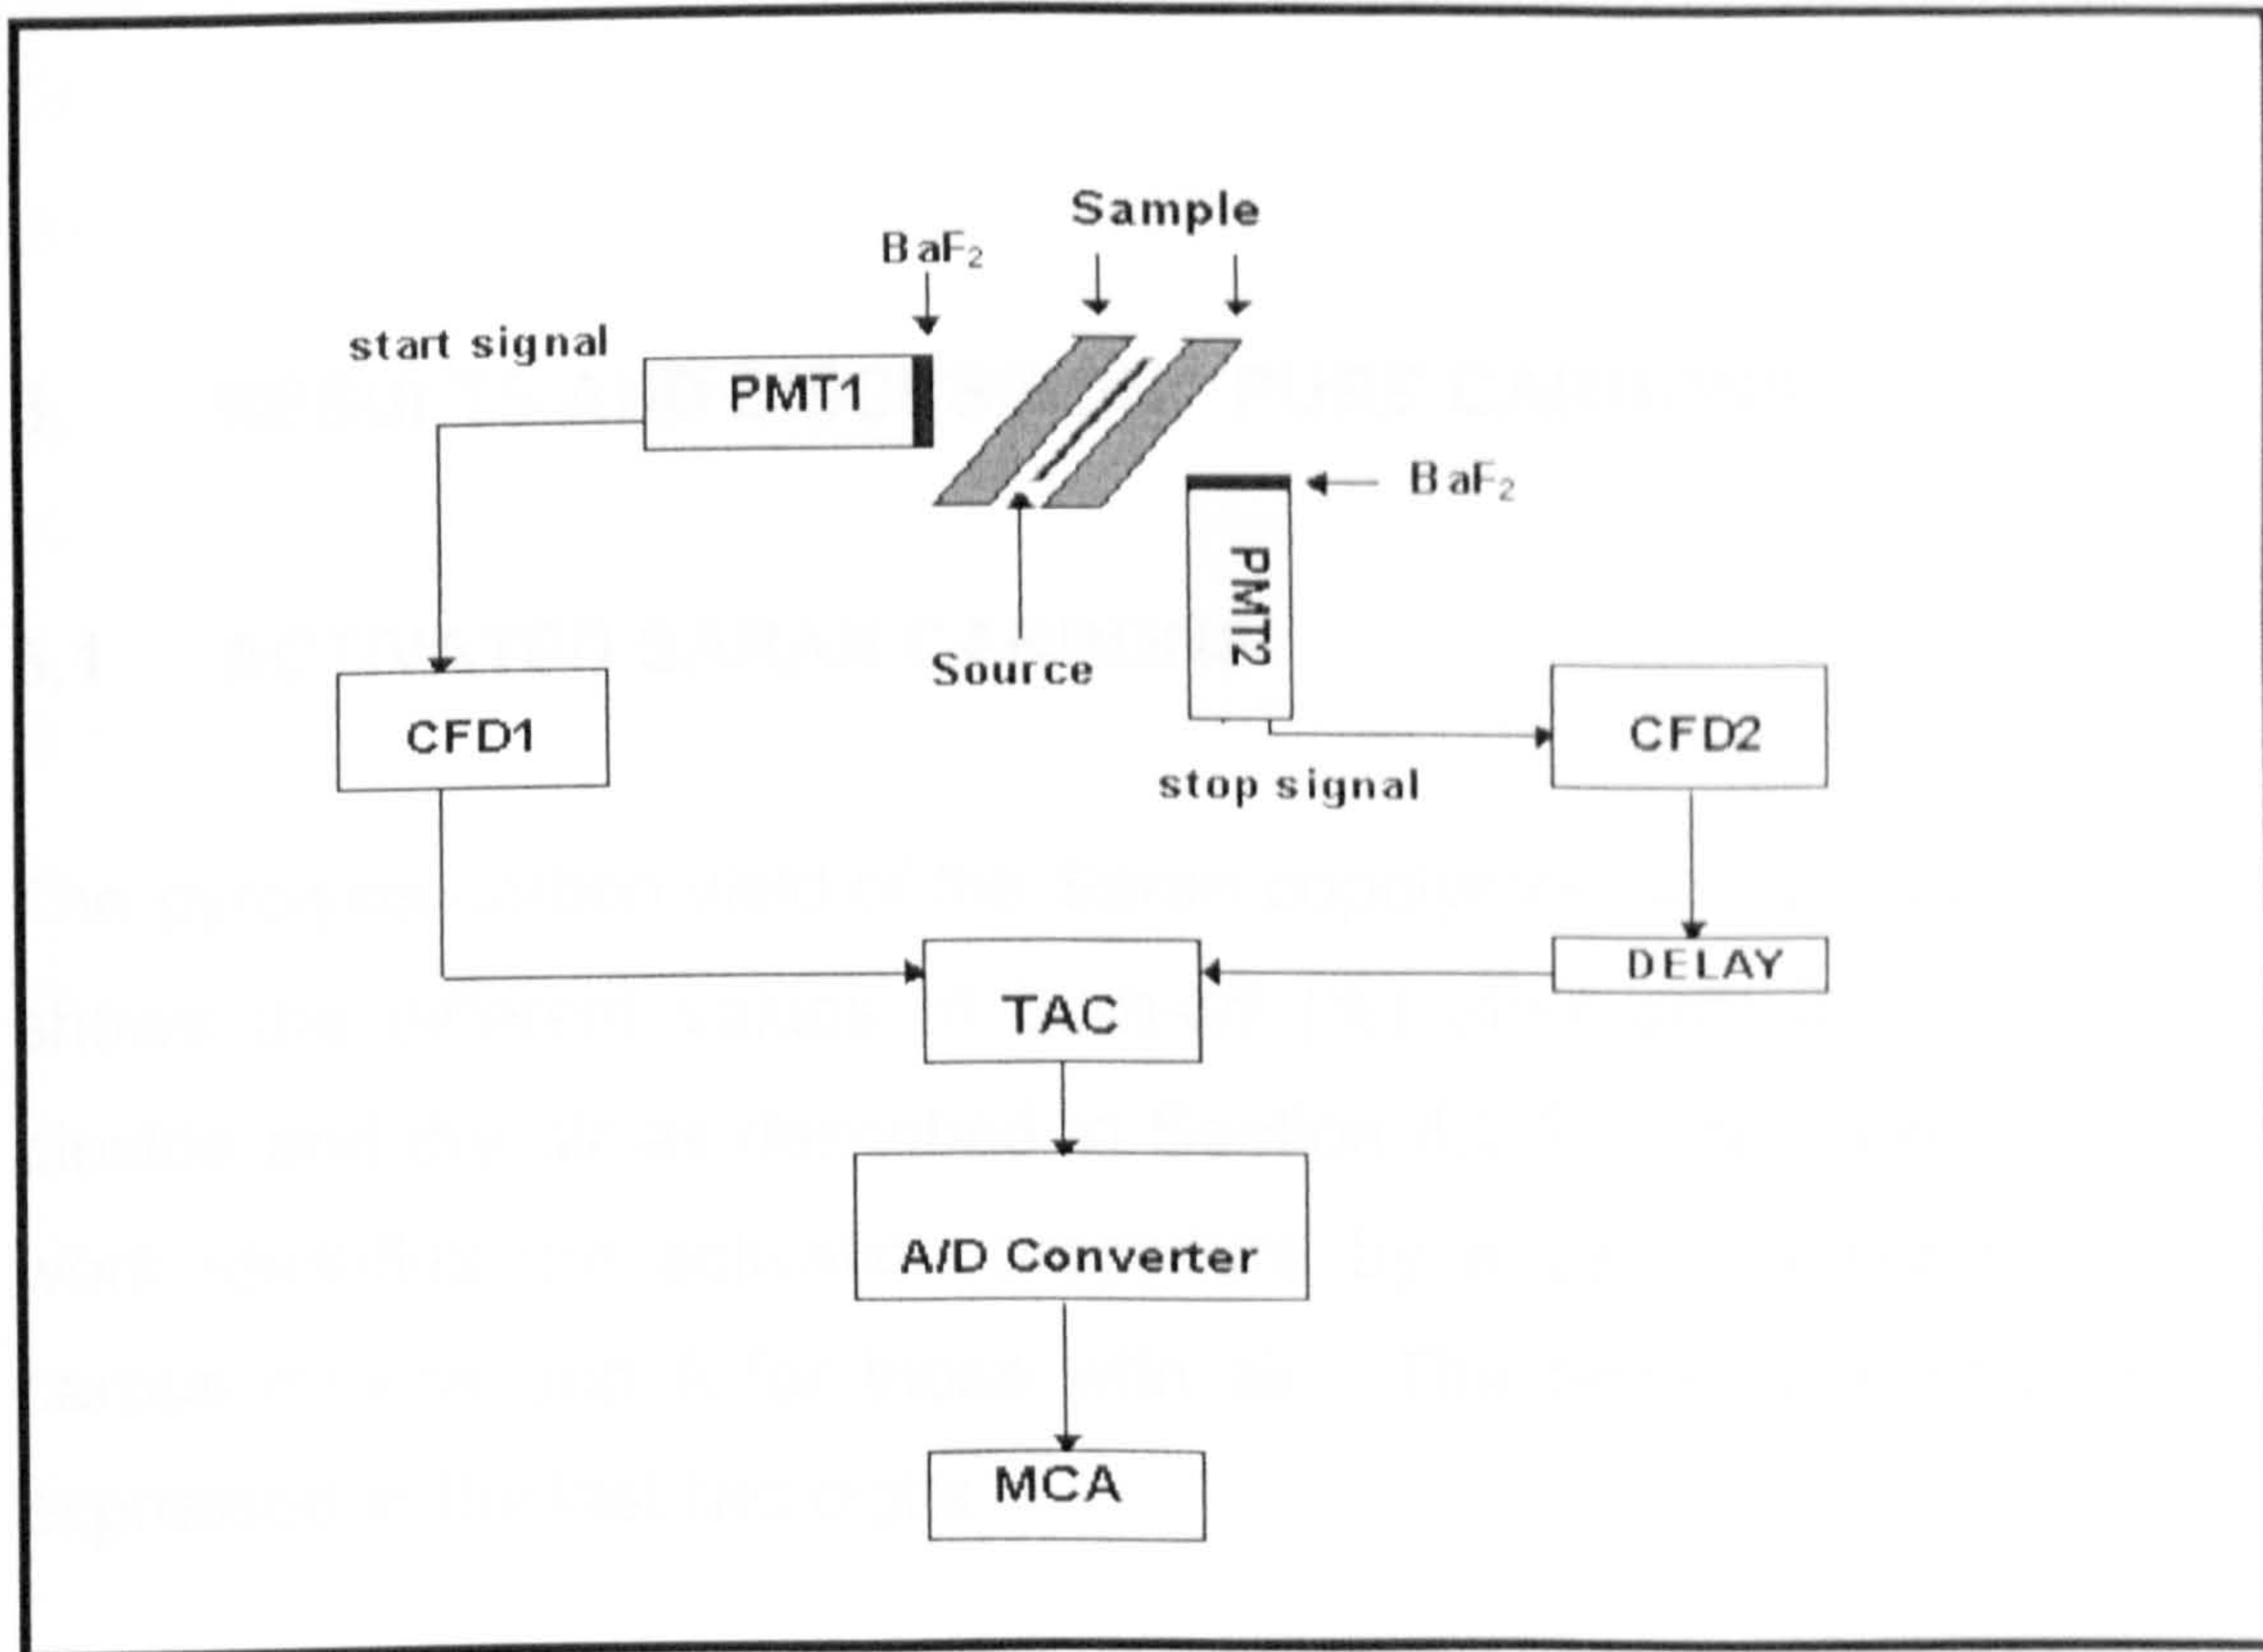 Sample
BaF₂
start signal
PMT1
BaF₂
PMT2
Source
CFD1
CFD2
stop signal
DELAY
TAC
A/D Converter
MCA